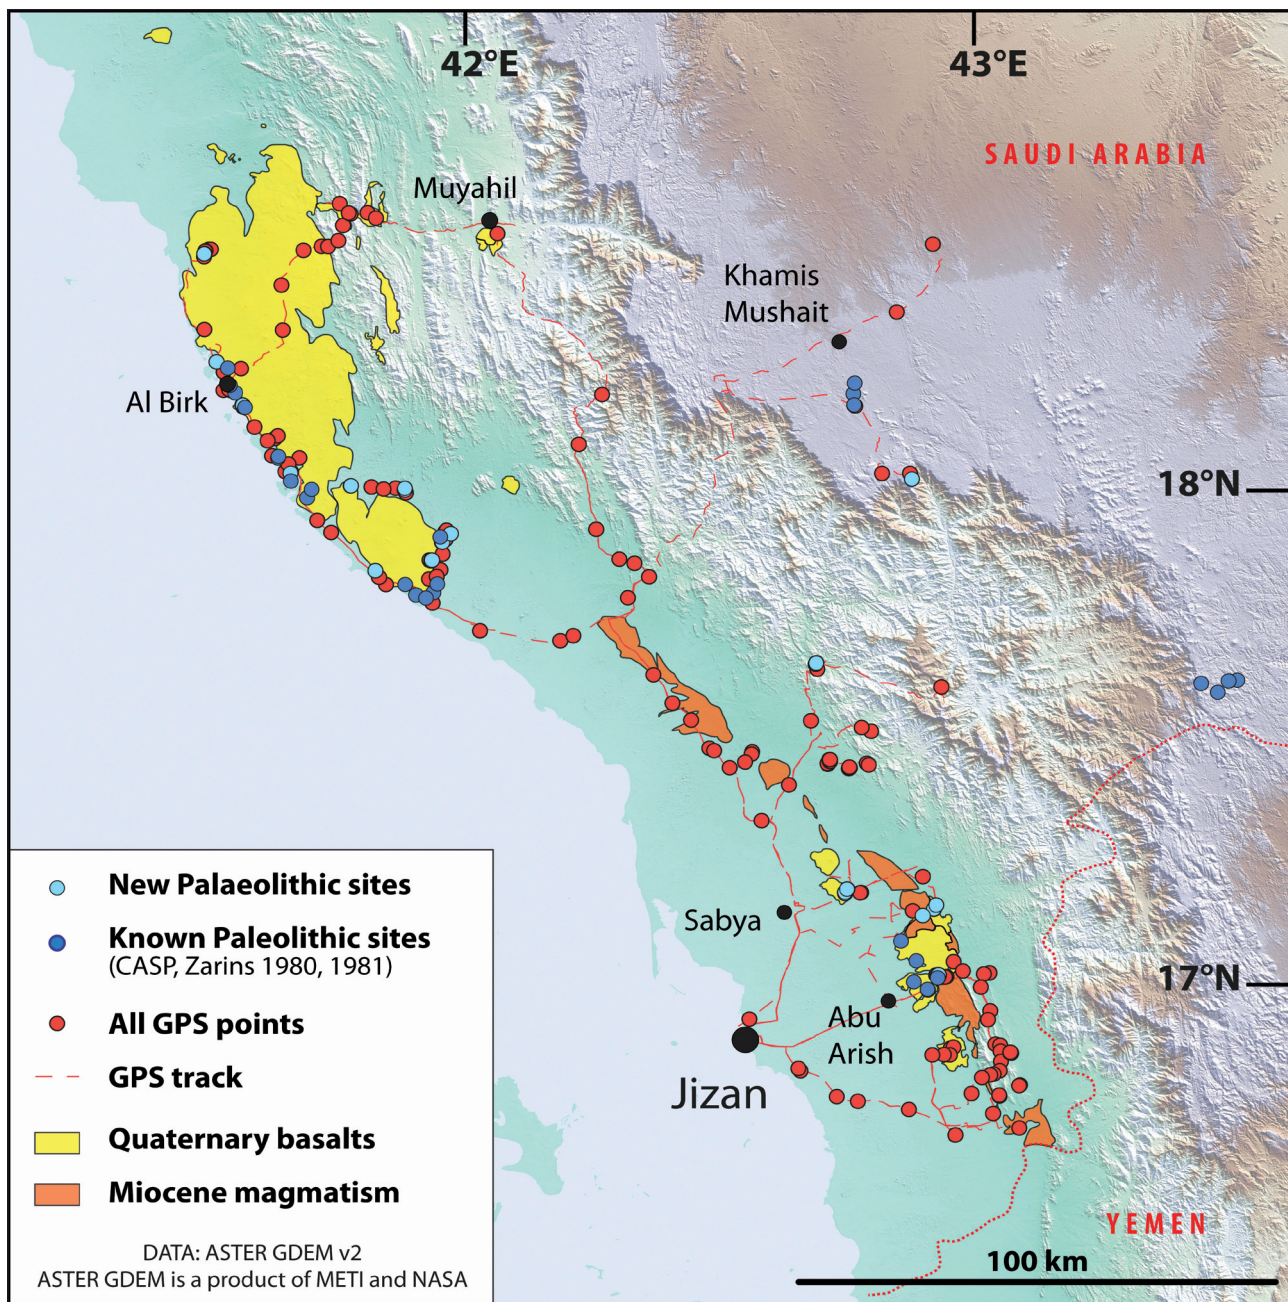 42°E
43°E
SAUDI ARABIA
Muyahil
Khamis
Mushait
Al Birk
18°N
New Palaeolithic sites
Known Paleolithic sites
(CASP, Zarins 1980, 1981)
All GPS points
GPS track
Quaternary basalts
Miocene magmatism
DATA: ASTER GDEM v2
ASTER GDEM is a product of METI and NASA
Sabya
17°N
Abu
Arish
Jizan
YEMEN
100 km